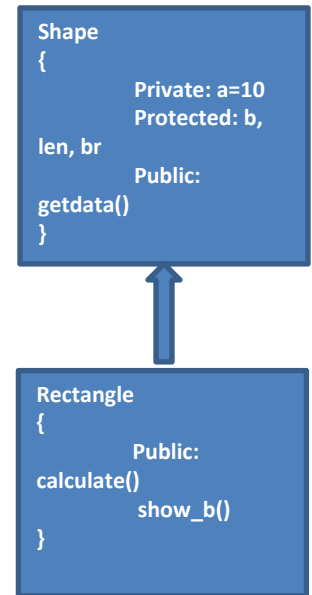 Shape
{
Private: a=10
Protected: b,
len, br
Public:
getdata()
}
Rectangle
{
Public:
calculate()
show_b()
}